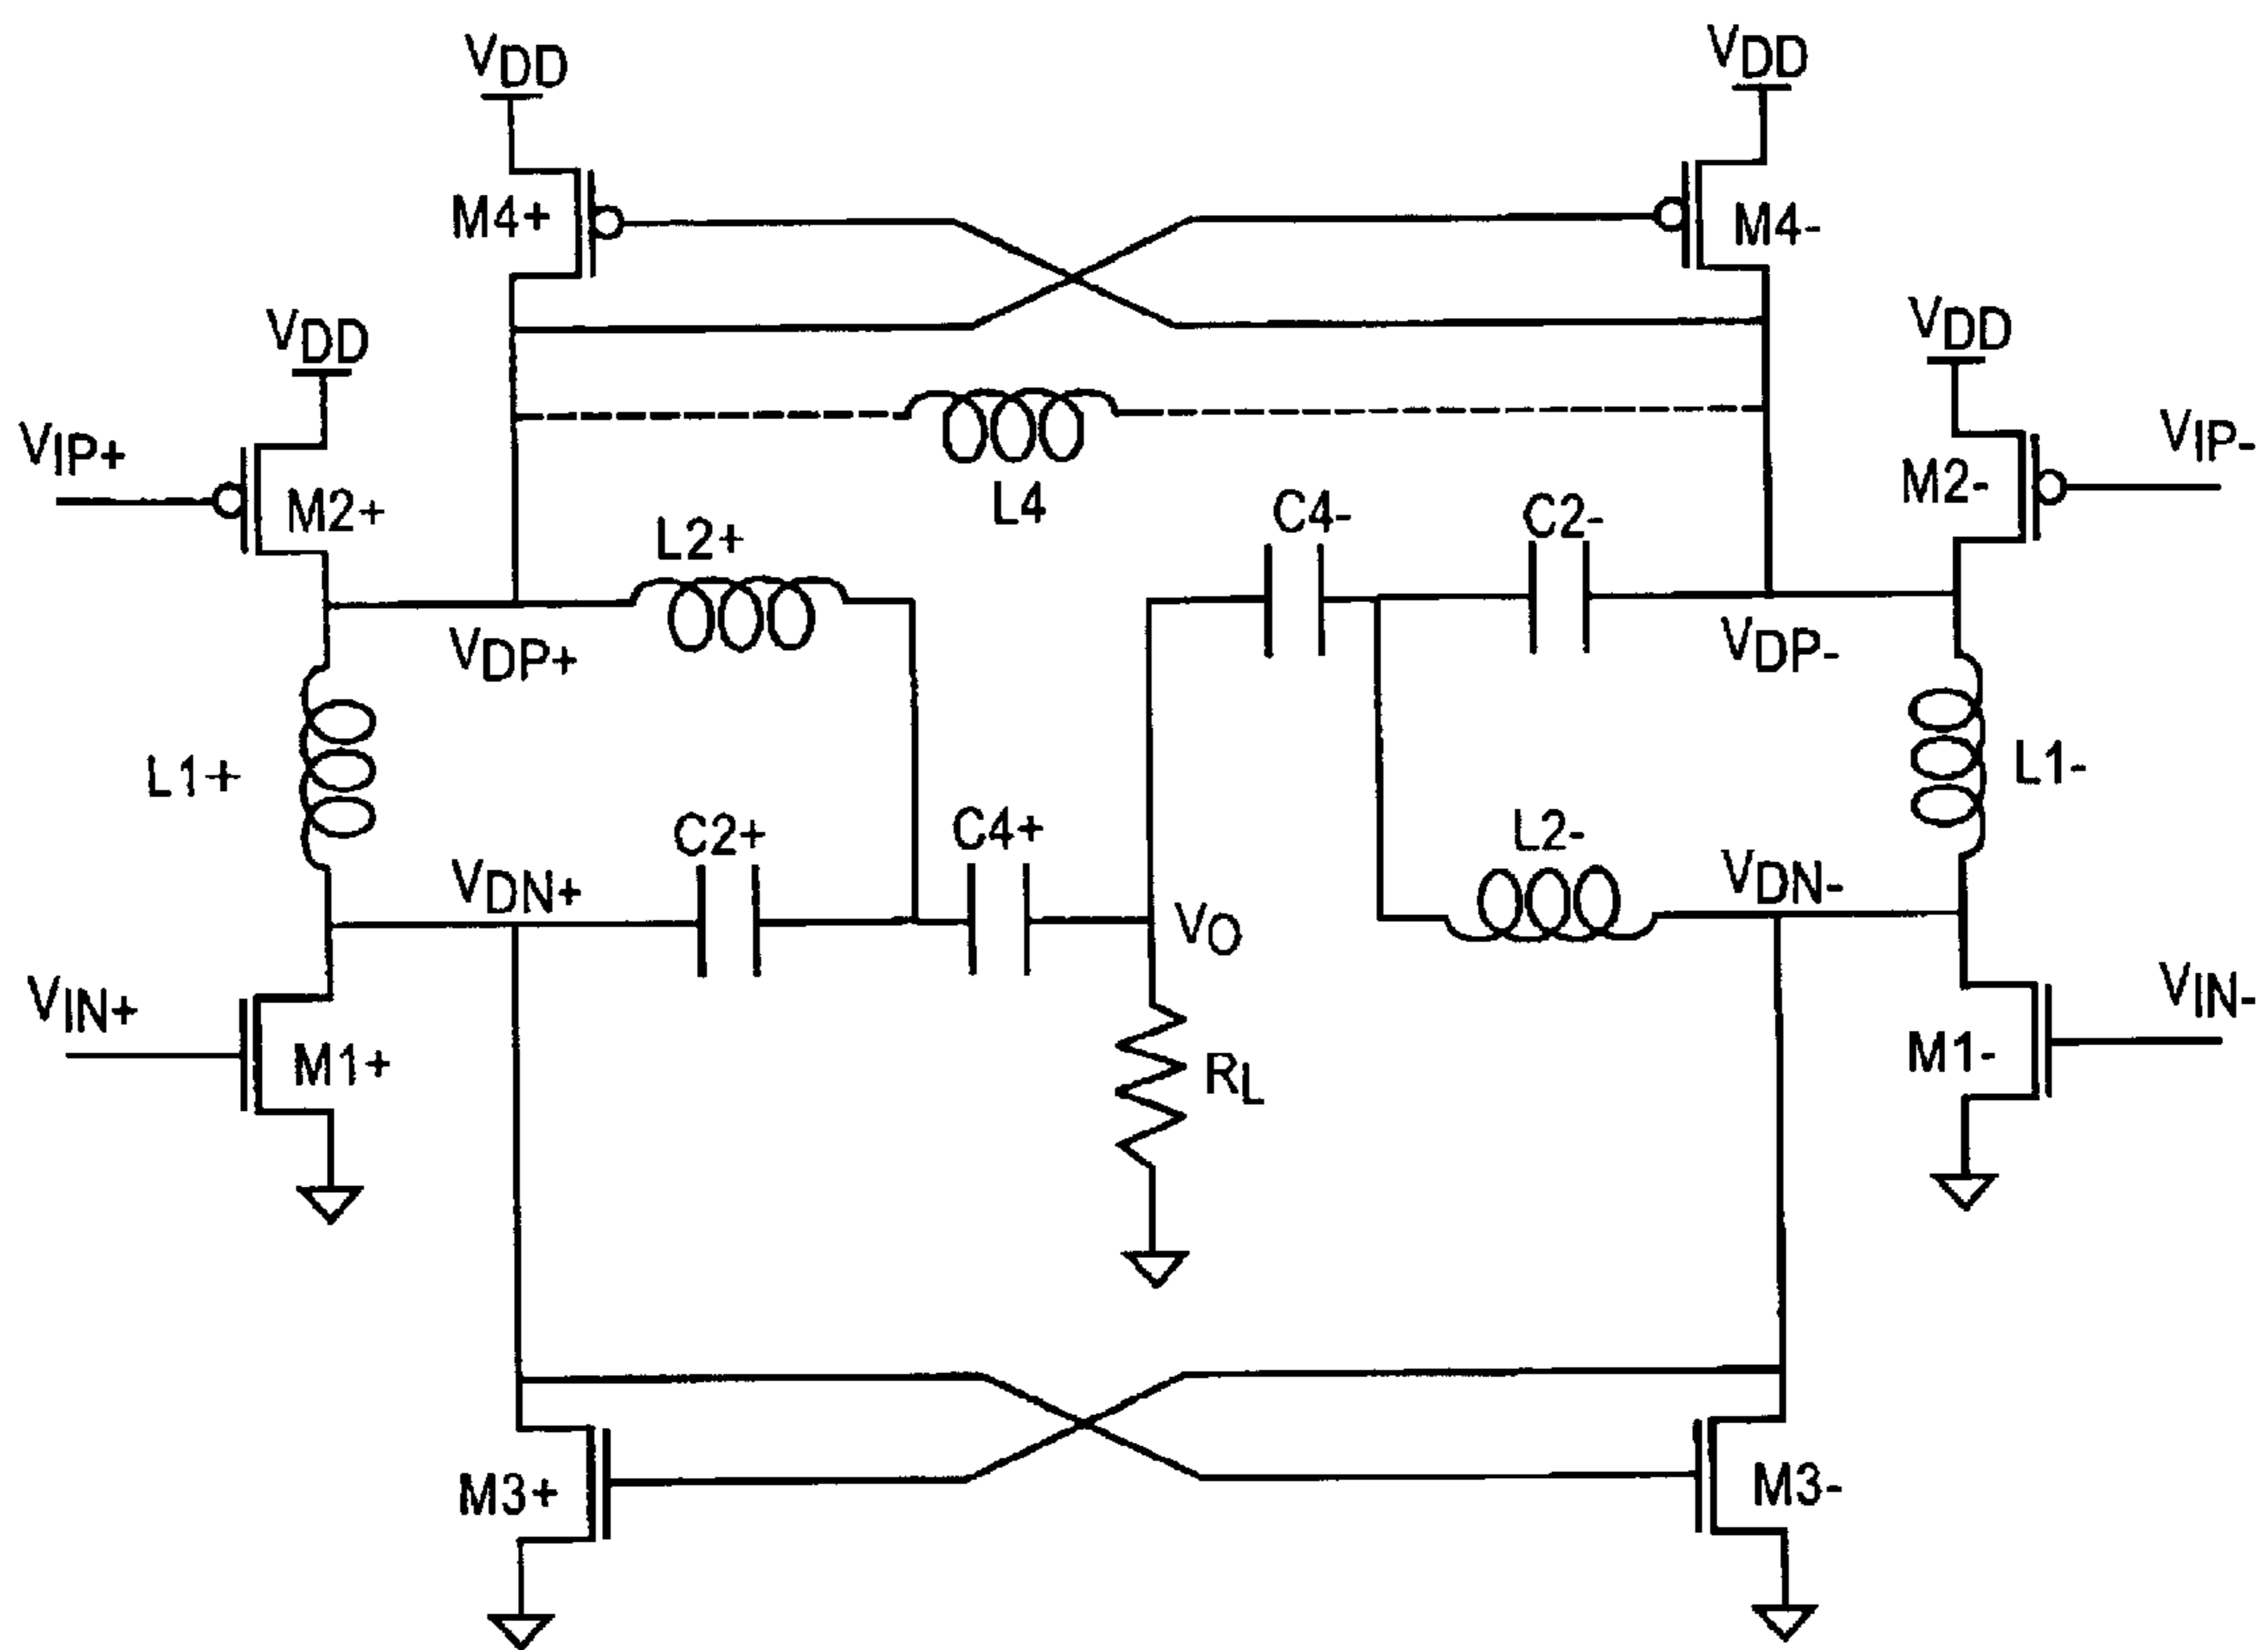 VDD
VDD
M4+
M4-
VDD
VDD
VIP+
VIP-
M2+
L4
M2-
L2+
C4-
C2-
VDP+
VDP-
L1+
L1-
C2+
C4+
L2-
VDN+
VDN-
VO
VIN+
VIN-
M1+
RL
M1-
M3+
M3-